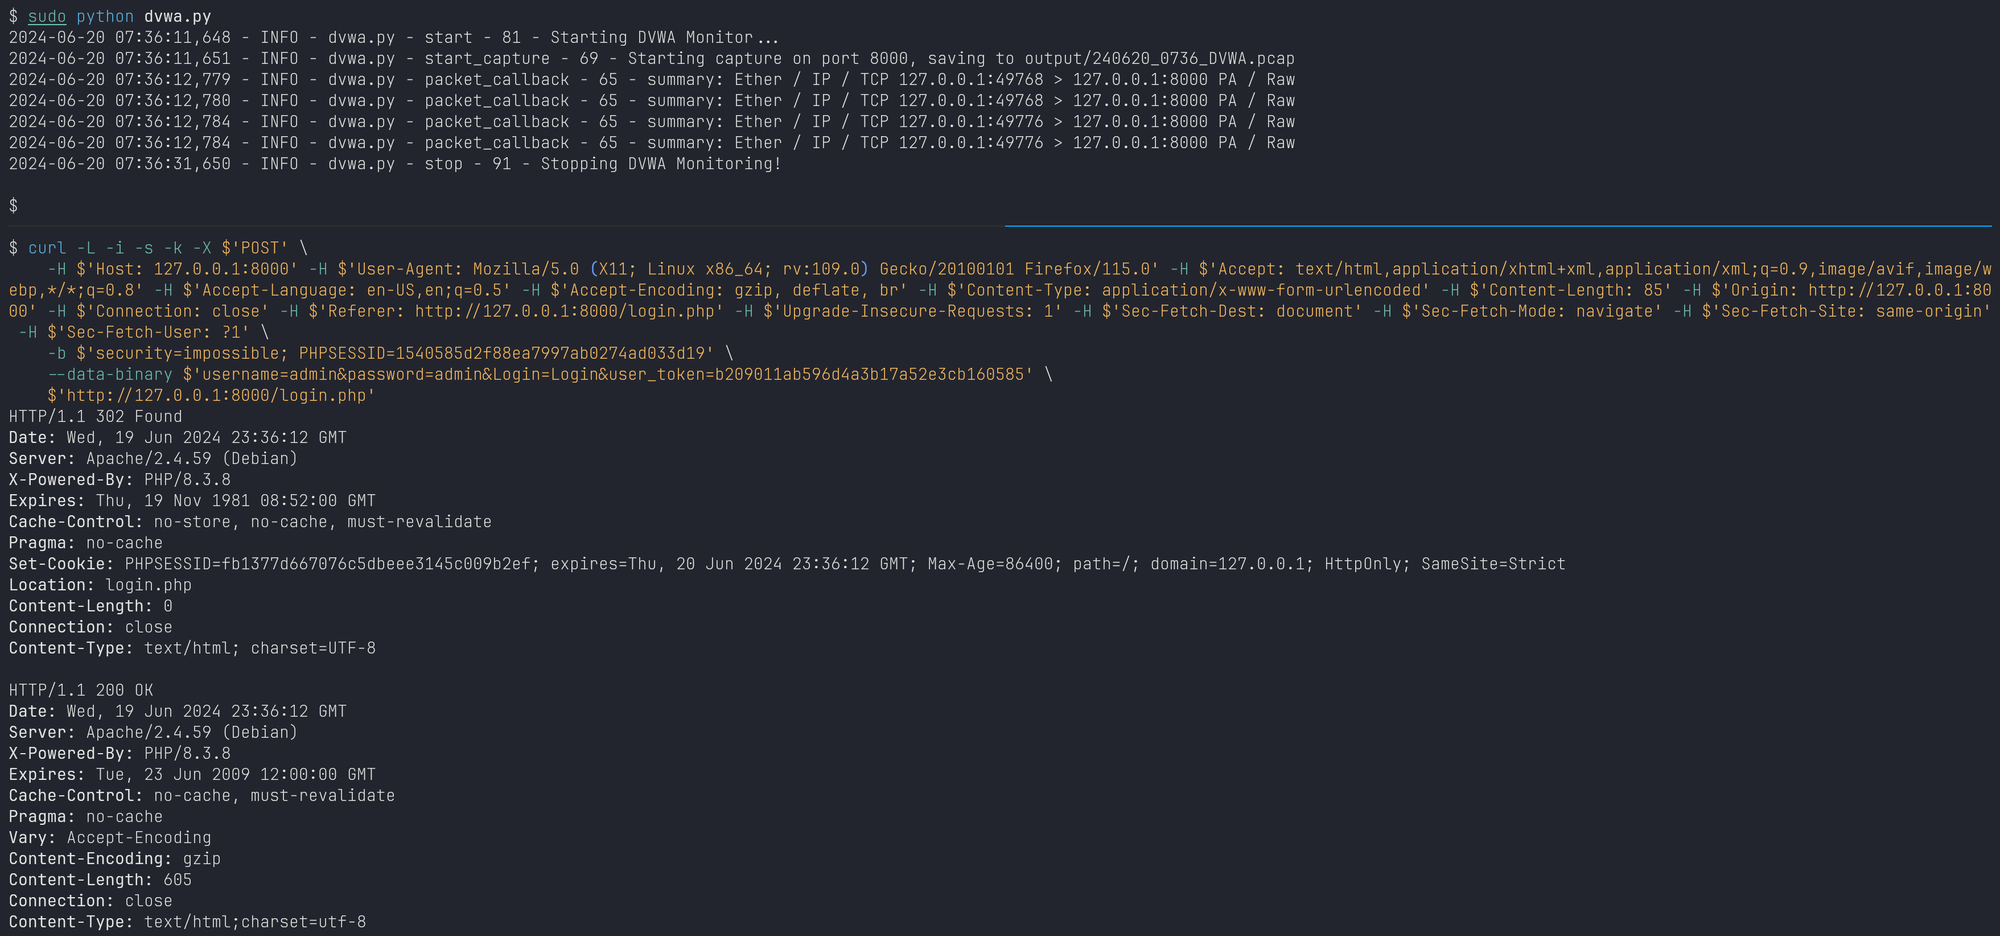 $ sudo python dvwa.py
2024-06-20 07:36:11,648 - INFO - dvwa.py - start - 81 - Starting DVWA Monitor...
2024-06-20 07:36:11,651 - INFO - dvwa.py - start_capture - 69 - Starting capture on port 8000, saving to output/240620_0736_DVWA.pcap
2024-06-20 07:36:12,779 - INFO - dvwa.py - packet_callback - 65 - summary: Ether / IP / TCP 127.0.0.1:49768 > 127.0.0.1:8000 PA / Raw
2024-06-20 07:36:12,780 - INFO - dvwa.py - packet_callback - 65 - summary: Ether / IP / TCP 127.0.0.1:49768 > 127.0.0.1:8000 PA / Raw
2024-06-20 07:36:12,784 - INFO - dvwa.py - packet_callback - 65 - summary: Ether / IP / TCP 127.0.0.1:49776 > 127.0.0.1:8000 PA / Raw
2024-06-20 07:36:12,784 - INFO - dvwa.py - packet_callback - 65 - summary: Ether / IP / TCP 127.0.0.1:49776 > 127.0.0.1:8000 PA / Raw
2024-06-20 07:36:31,650 - INFO - dvwa.py - stop - 91 - Stopping DVWA Monitoring!
$
$ curl -L -i -s -k -X $'POST' \
-H $'Host: 127.0.0.1:8000' -H $'User-Agent: Mozilla/5.0 (X11; Linux x86_64; rv:109.0) Gecko/20100101 Firefox/115.0' -H $'Accept: text/html,application/xhtml+xml,application/xml;q=0.9,image/avif,image/w
ebp,*/*;q=0.8' -H $'Accept-Language: en-US,en;q=0.5' -H $'Accept-Encoding: gzip, deflate, br' -H $'Content-Type: application/x-www-form-urlencoded' -H $'Content-Length: 85' -H $'Origin: http://127.0.0.1:80
00' -H $'Connection: close' -H $'Referer: http://127.0.0.1:8000/login.php' -H $'Upgrade-Insecure-Requests: 1' -H $'Sec-Fetch-Dest: document' -H $'Sec-Fetch-Mode: navigate' -H $'Sec-Fetch-Site: same-origin'
-H $'Sec-Fetch-User: ?1' \
-b $'security=impossible; PHPSESSID=1540585d2f88ea7997ab0274ad033d19' \
--data-binary $'username=admin&password=admin&Login=Login&user_token=b209011ab596d4a3b17a52e3cb160585' \
$'http://127.0.0.1:8000/login.php'
HTTP/1.1 302 Found
Date: Wed, 19 Jun 2024 23:36:12 GMT
Server: Apache/2.4.59 (Debian)
X-Powered-By: PHP/8.3.8
Expires: Thu, 19 Nov 1981 08:52:00 GMT
Cache-Control: no-store, no-cache, must-revalidate
Pragma: no-cache
Set-Cookie: PHPSESSID=fb1377d667076c5dbeee3145c009b2ef; expires=Thu, 20 Jun 2024 23:36:12 GMT; Max-Age=86400; path=/; domain=127.0.0.1; HttpOnly; SameSite=Strict
Location: login.php
Content-Length: 0
Connection: close
Content-Type: text/html; charset=UTF-8
HTTP/1.1 200 OK
Date: Wed, 19 Jun 2024 23:36:12 GMT
Server: Apache/2.4.59 (Debian)
X-Powered-By: PHP/8.3.8
Expires: Tue, 23 Jun 2009 12:00:00 GMT
Cache-Control: no-cache, must-revalidate
Pragma: no-cache
Vary: Accept-Encoding
Content-Encoding: gzip
Content-Length: 605
Connection: close
Content-Type: text/html;charset=utf-8